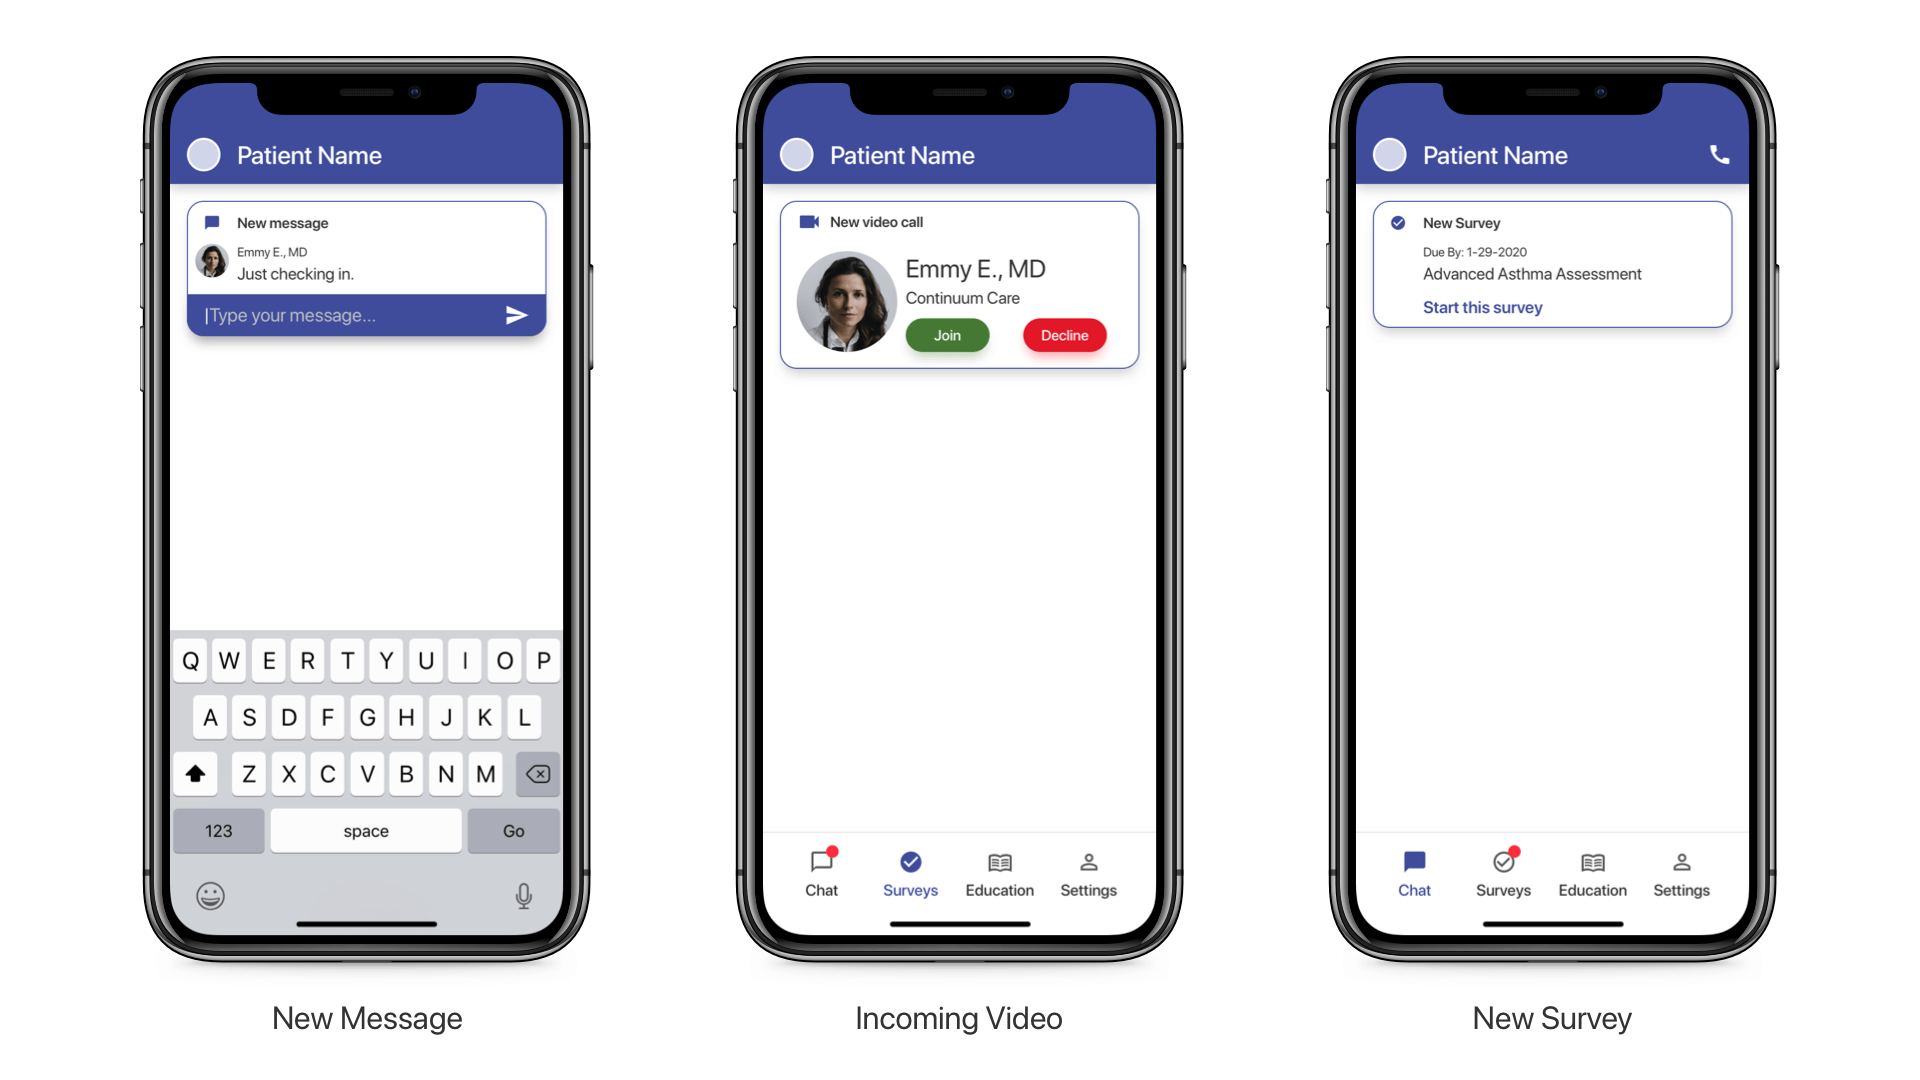 Patient Name
New message
Emmy E., MD
Just checking in.
Type your message...
Q W E R T Y U I O P
A S D F G H J K L
Z X C V B N M
123 space Go
New Message
Patient Name
New video call
Emmy E., MD
Continuum Care
Join Decline
Chat Surveys Education Settings
Incoming Video
Patient Name
New Survey
Due By: 1-29-2020
Advanced Asthma Assessment
Start this survey
Chat Surveys Education Settings
New Survey